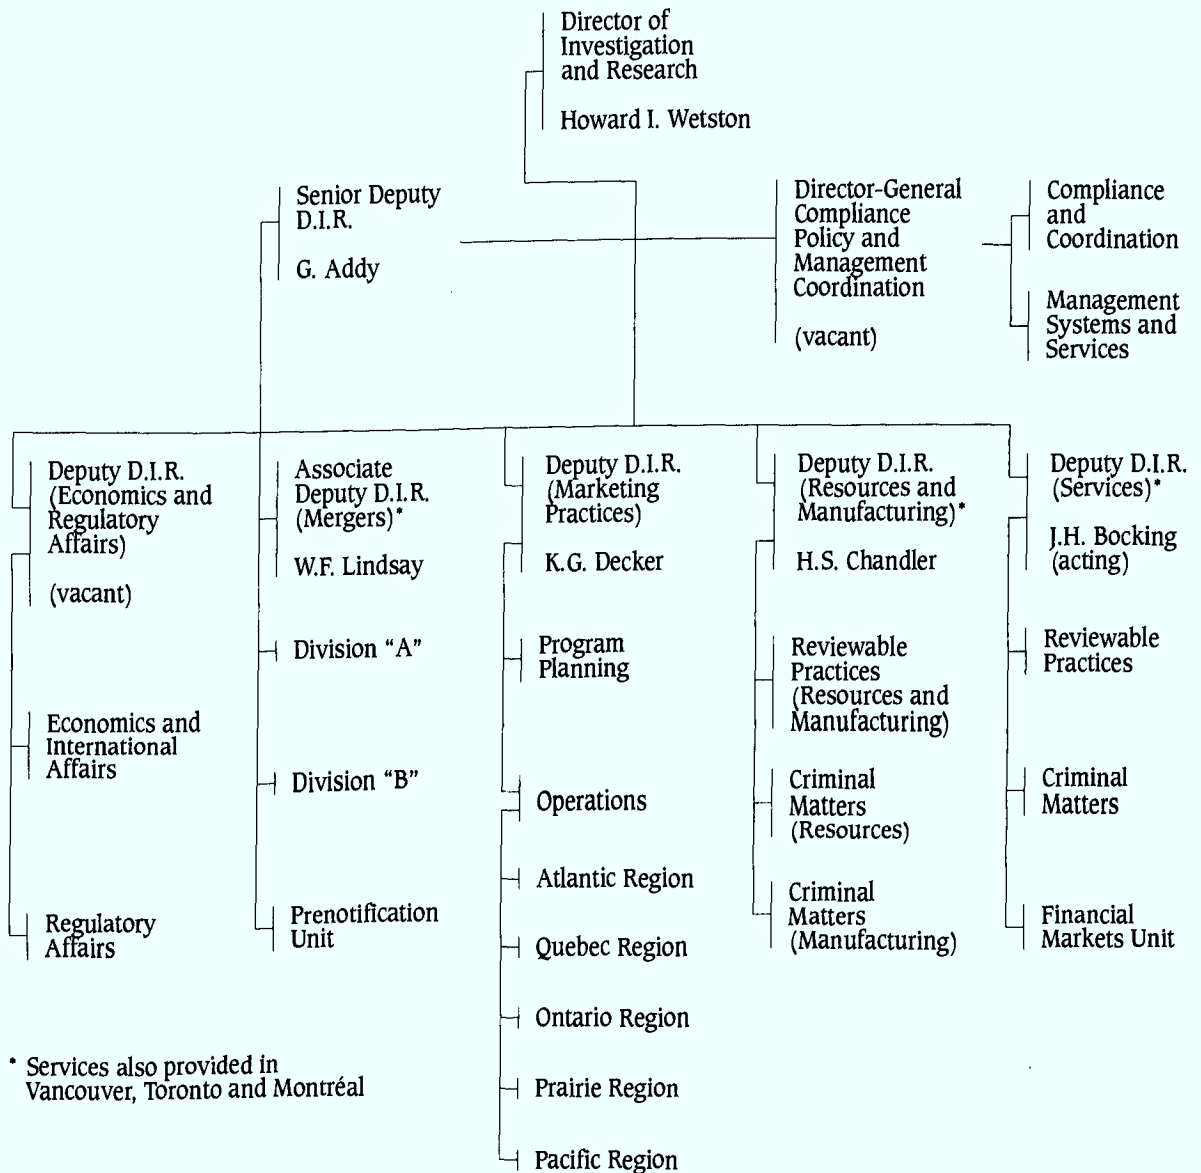 Director of
Investigation
and Research
Howard I. Wetston
Senior Deputy
D.I.R.
G. Addy
Director-General
Compliance
Policy and
Management
Coordination
(vacant)
Compliance
and
Coordination
Management
Systems and
Services
Deputy D.I.R.
(Economics and
Regulatory
Affairs)
(vacant)
Economics and
International
Affairs
Regulatory
Affairs
Associate
Deputy D.I.R.
(Mergers)*
W.F. Lindsay
Division “A”
Division “B”
Prenotification
Unit
Deputy D.I.R.
(Marketing
Practices)
K.G. Decker
Program
Planning
Operations
Atlantic Region
Quebec Region
Ontario Region
Prairie Region
Pacific Region
Deputy D.I.R.
(Resources and
Manufacturing)*
H.S. Chandler
Reviewable
Practices
(Resources and
Manufacturing)
Criminal
Matters
(Resources)
Criminal
Matters
(Manufacturing)
Deputy D.I.R.
(Services)*
J.H. Bocking
(acting)
Reviewable
Practices
Criminal
Matters
Financial
Markets Unit
* Services also provided in
Vancouver, Toronto and Montréal